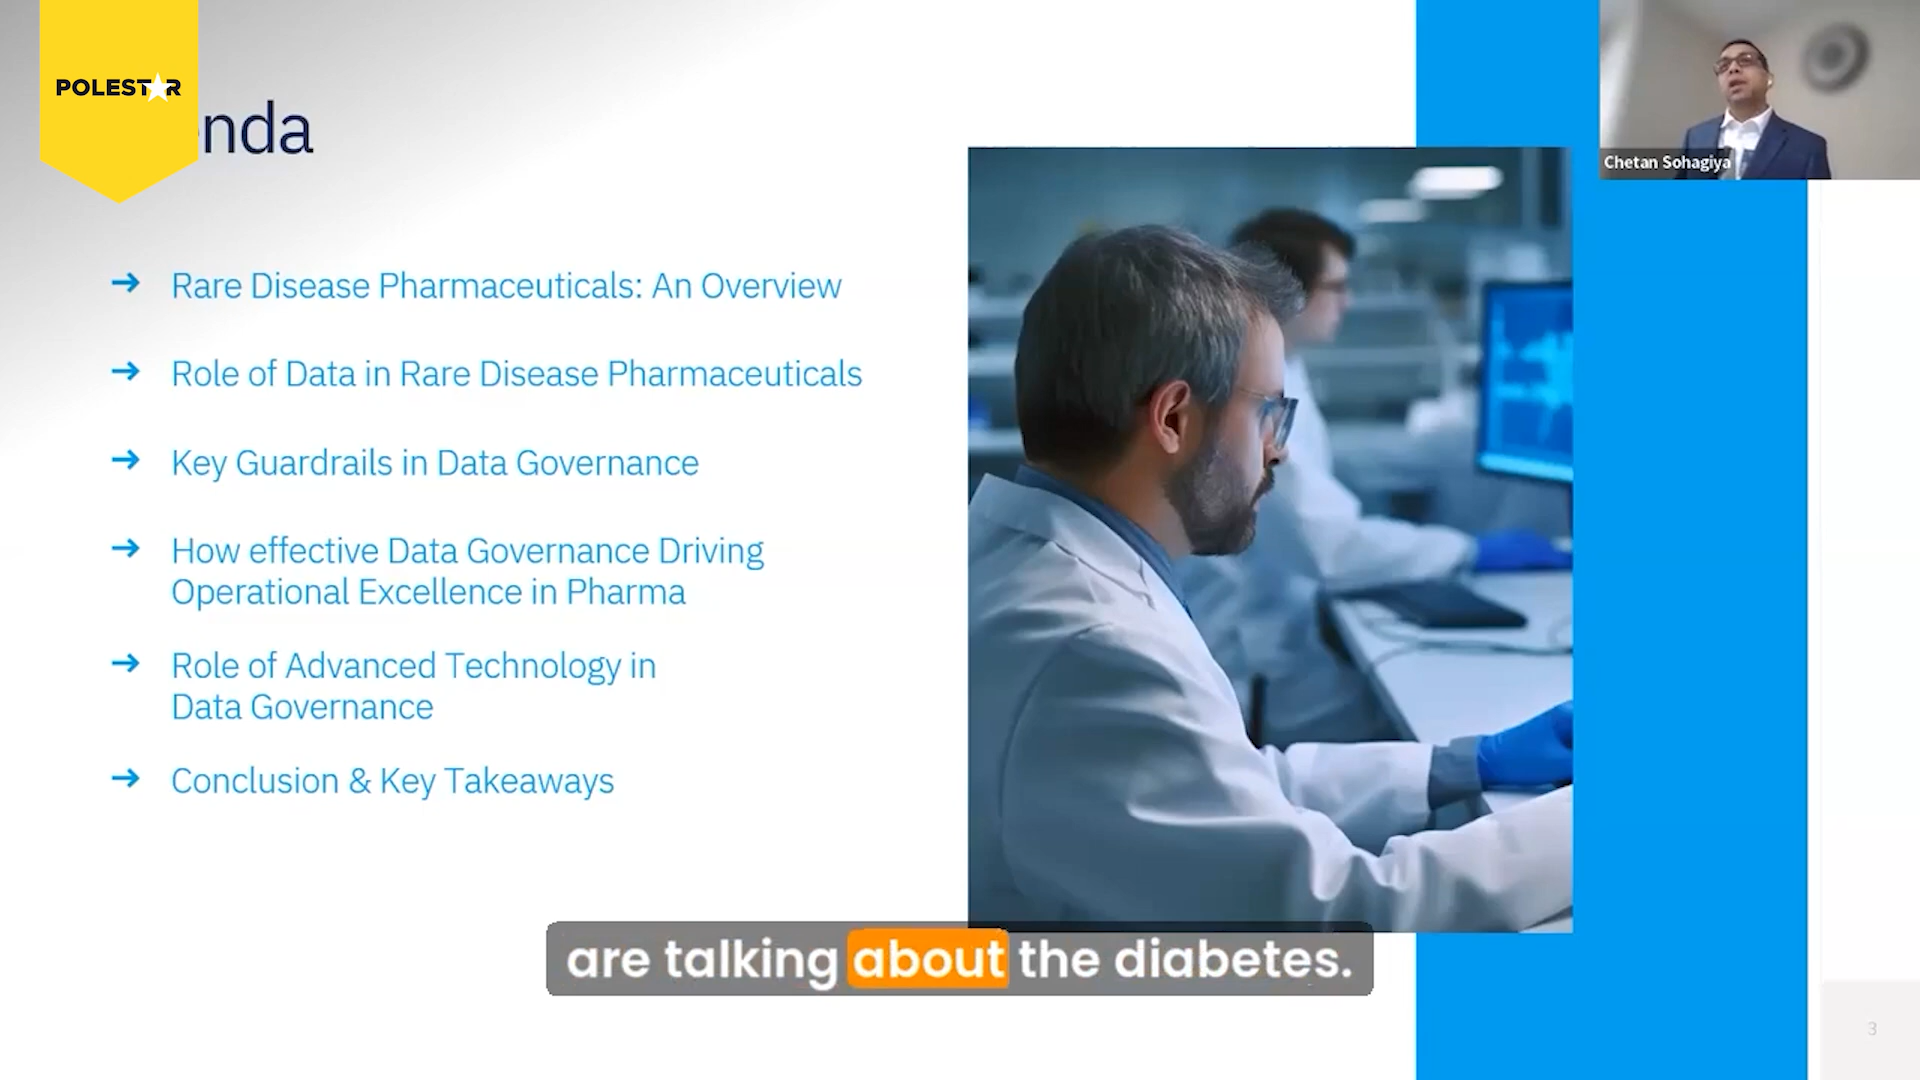 POLESTAR
nda
Chetan Sohagiya
→ Rare Disease Pharmaceuticals: An Overview
→ Role of Data in Rare Disease Pharmaceuticals
→ Key Guardrails in Data Governance
→ How effective Data Governance Driving
Operational Excellence in Pharma
→ Role of Advanced Technology in
Data Governance
→ Conclusion & Key Takeaways
are talking about the diabetes.
3